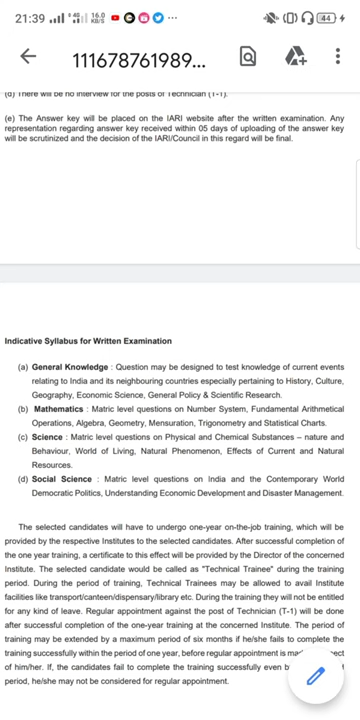 21:39 4G 16.0 KB/S 44
111678761989...
(d) There will be no interview for the posts of Technician (T-1).
(e) The Answer key will be placed on the IARI website after the written examination. Any
representation regarding answer key received within 05 days of uploading of the answer key
will be scrutinized and the decision of the IARI/Council in this regard will be final.
Indicative Syllabus for Written Examination
(a) General Knowledge : Question may be designed to test knowledge of current events
relating to India and its neighbouring countries especially pertaining to History, Culture,
Geography, Economic Science, General Policy & Scientific Research.
(b) Mathematics : Matric level questions on Number System, Fundamental Arithmetical
Operations, Algebra, Geometry, Mensuration, Trigonometry and Statistical Charts.
(c) Science : Matric level questions on Physical and Chemical Substances – nature and
Behaviour, World of Living, Natural Phenomenon, Effects of Current and Natural
Resources.
(d) Social Science : Matric level questions on India and the Contemporary World
Democratic Politics, Understanding Economic Development and Disaster Management.
The selected candidates will have to undergo one-year on-the-job training, which will be
provided by the respective Institutes to the selected candidates. After successful completion of
the one year training, a certificate to this effect will be provided by the Director of the concerned
Institute. The selected candidate would be called as "Technical Trainee" during the training
period. During the period of training, Technical Trainees may be allowed to avail Institute
facilities like transport/canteen/dispensary/library etc. During the training they will not be entitled
for any kind of leave. Regular appointment against the post of Technician (T-1) will be done
after successful completion of the one-year training at the concerned Institute. The period of
training may be extended by a maximum period of six months if he/she fails to complete the
training successfully within the period of one year, before regular appointment is
of him/her. If, the candidates fail to complete the training successfully even
period, he/she may not be considered for regular appointment.